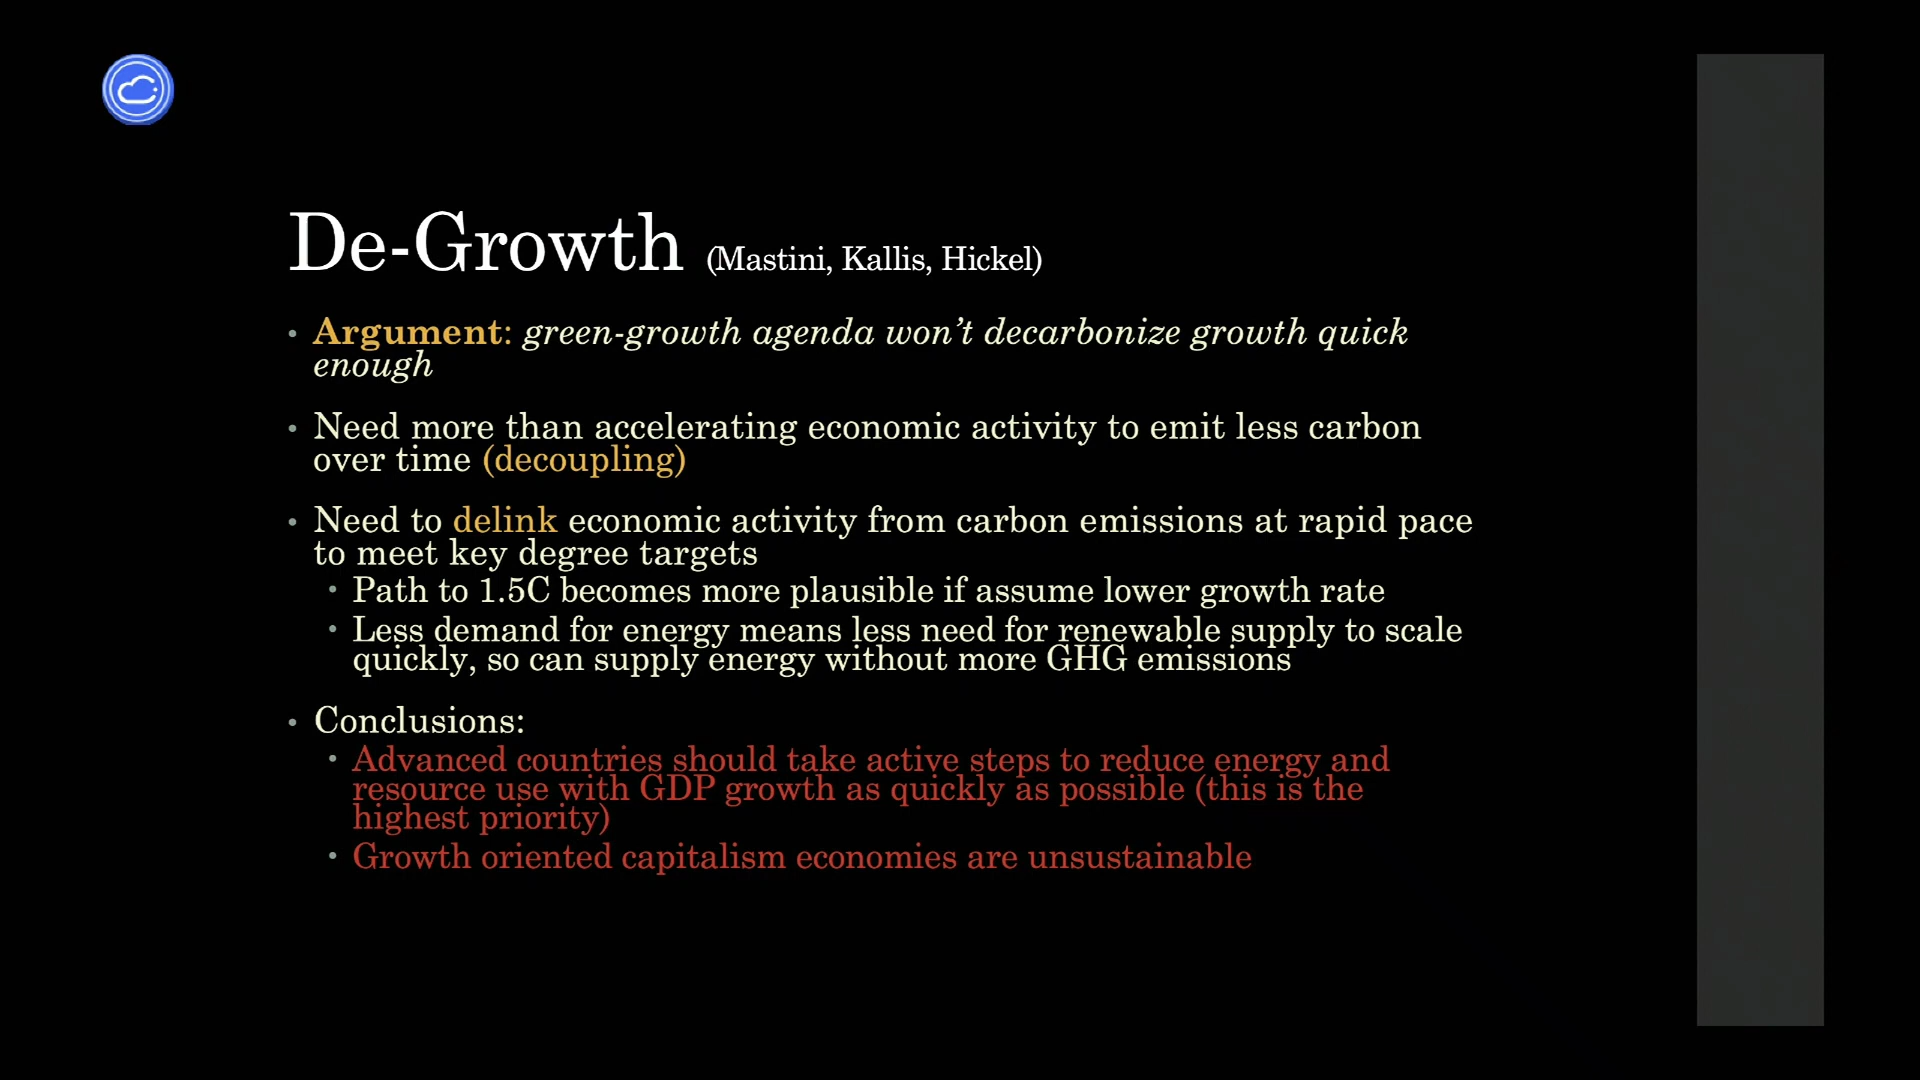 De-Growth (Mastini, Kallis, Hickel)
• Argument: green-growth agenda won’t decarbonize growth quick
enough
• Need more than accelerating economic activity to emit less carbon
over time (decoupling)
• Need to delink economic activity from carbon emissions at rapid pace
to meet key degree targets
• Path to 1.5C becomes more plausible if assume lower growth rate
• Less demand for energy means less need for renewable supply to scale
quickly, so can supply energy without more GHG emissions
• Conclusions:
• Advanced countries should take active steps to reduce energy and
resource use with GDP growth as quickly as possible (this is the
highest priority)
• Growth oriented capitalism economies are unsustainable